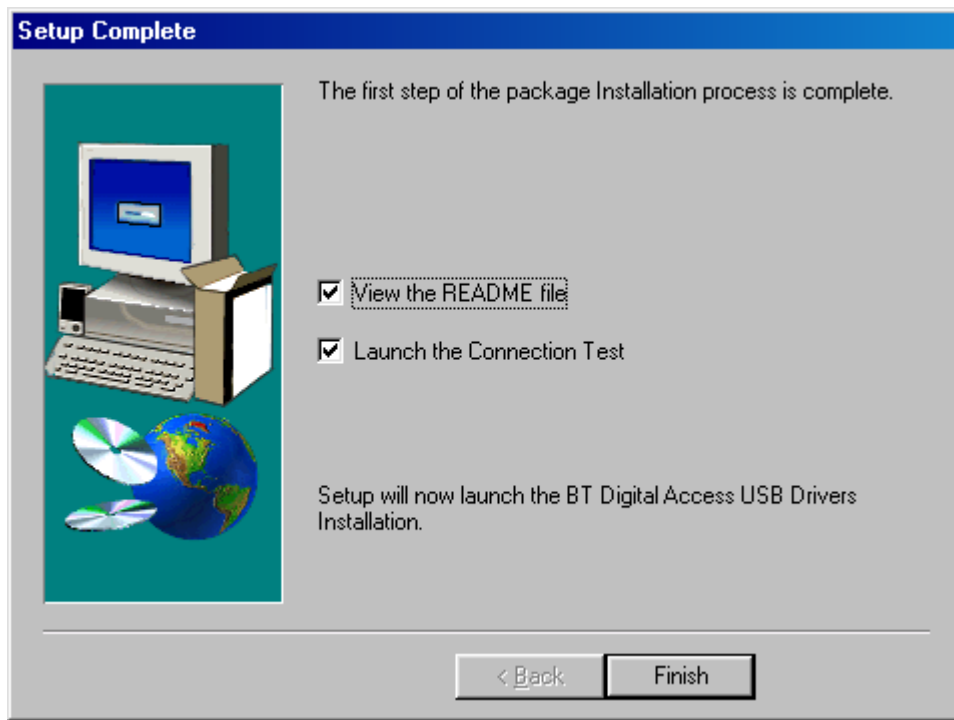 Setup Complete
The first step of the package Installation process is complete.
View the README file
Launch the Connection Test
Setup will now launch the BT Digital Access USB Drivers
Installation.
< Back
Finish